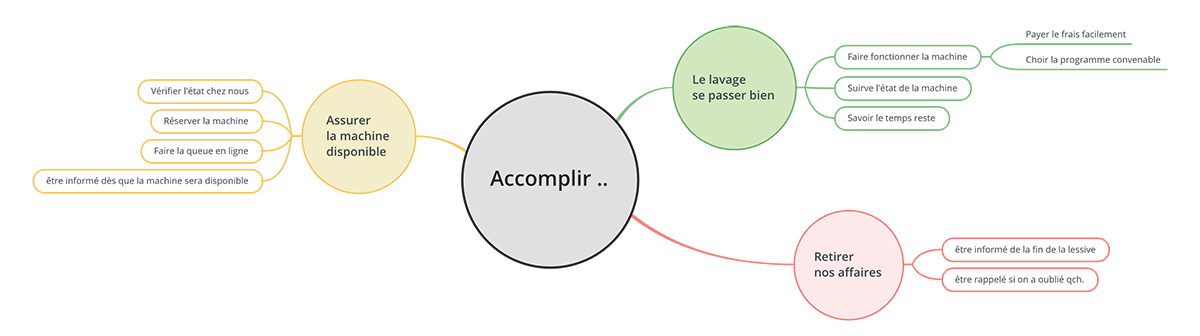 Accomplir ..
Assurer
la machine
disponible
Vérifier l'état chez nous
Réserver la machine
Faire la queue en ligne
être informé dès que la machine sera disponible
Le lavage
se passer bien
Faire fonctionner la machine
Payer le frais facilement
Choir la programme convenable
Suirve l'état de la machine
Savoir le temps reste
Retirer
nos affaires
être informé de la fin de la lessive
être rappelé si on a oublié qch.